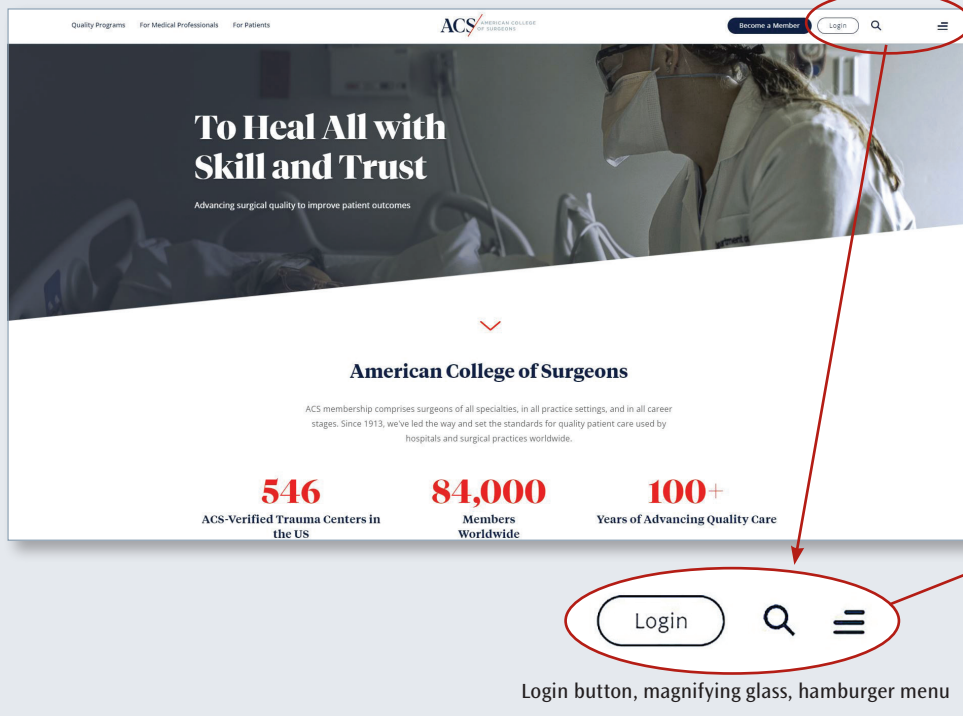 Quality Programs For Medical Professionals For Patients
ACS/ AMERICAN COLLEGE
OF SURGEONS
Become a Member Login
To Heal All with
Skill and Trust
Advancing surgical quality to improve patient outcomes
American College of Surgeons
ACS membership comprises surgeons of all specialties, in all practice settings, and in all career
stages. Since 1913, we've led the way and set the standards for quality patient care used by
hospitals and surgical practices worldwide.
546
ACS-Verified Trauma Centers in
the US
84,000
Members
Worldwide
100+
Years of Advancing Quality Care
Login
Login button, magnifying glass, hamburger menu